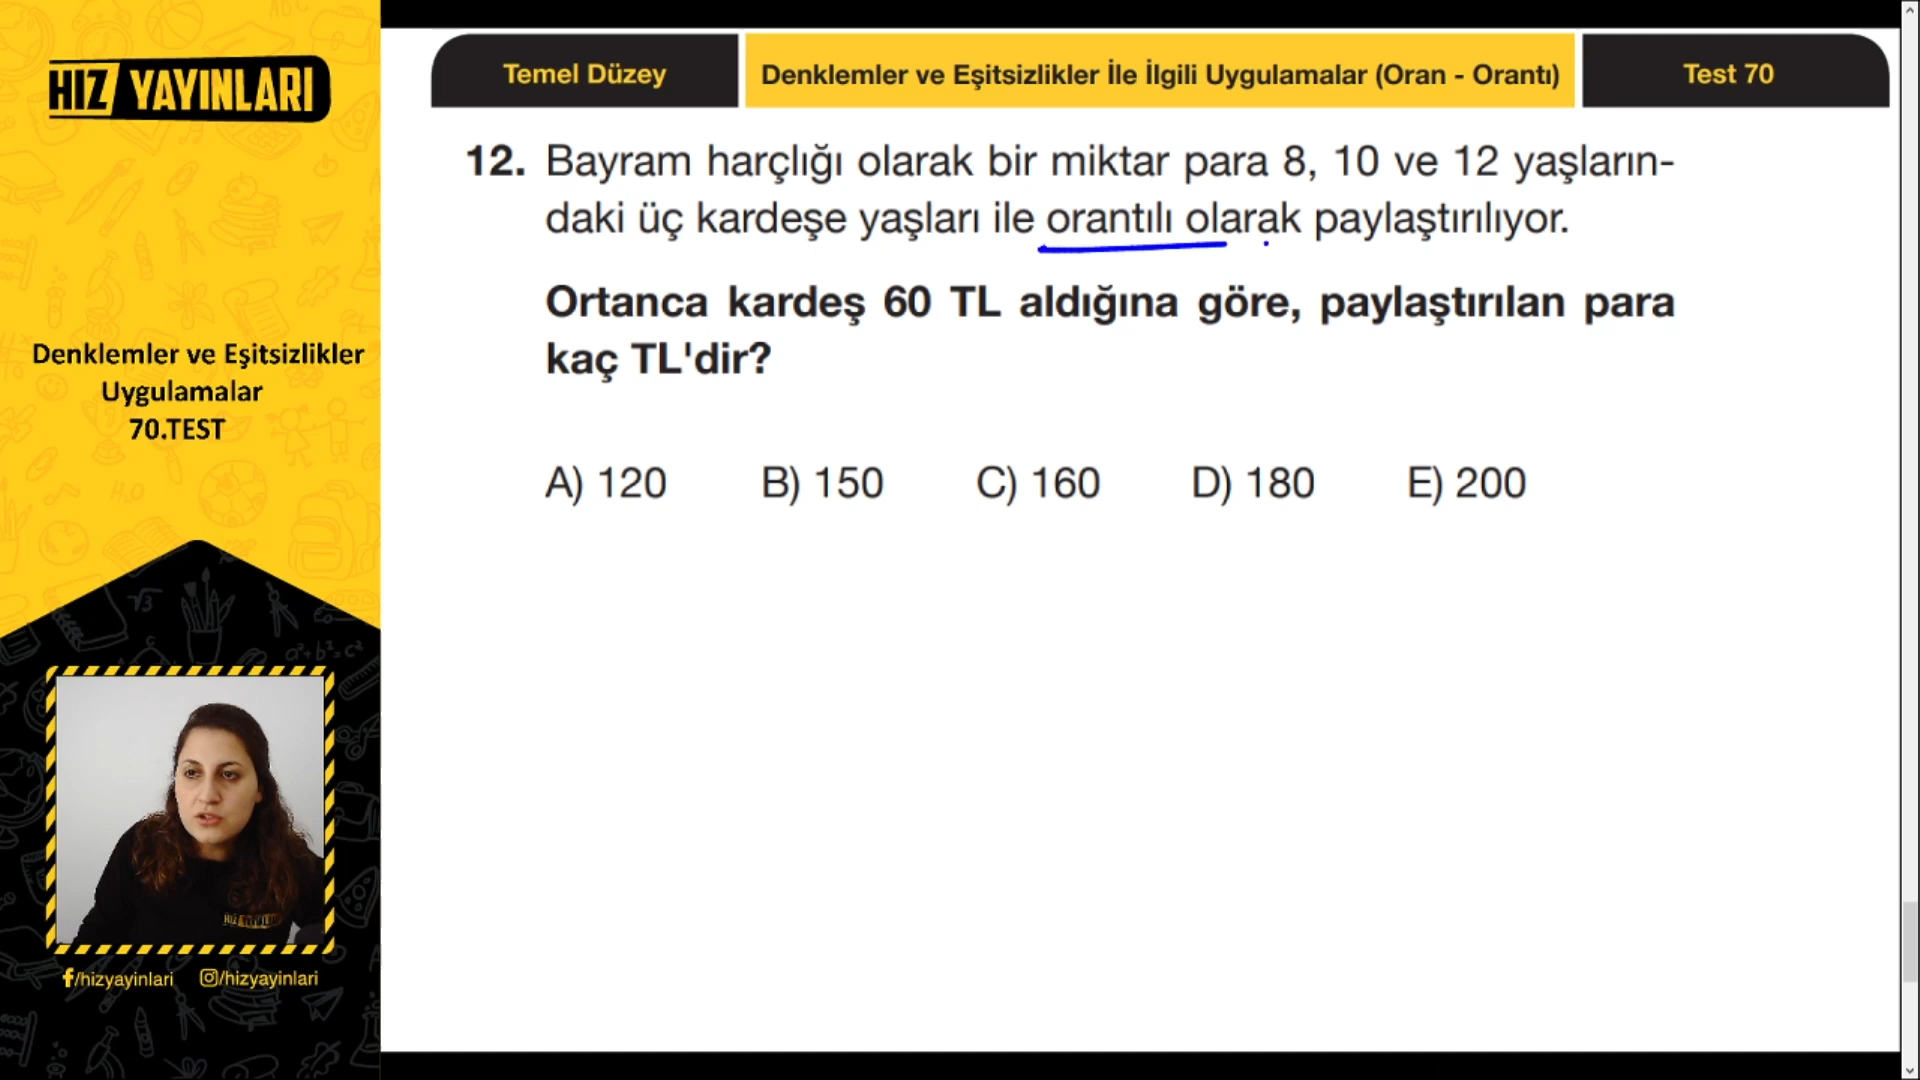 HIZ YAYINLARI
Denklemler ve Eşitsizlikler
Uygulamalar
70.TEST
f/hizyayinlari /hizyayinlari
Temel Düzey
Denklemler ve Eşitsizlikler İle İlgili Uygulamalar (Oran - Orantı)
Test 70
12. Bayram harçlığı olarak bir miktar para 8, 10 ve 12 yaşların-
daki üç kardeşe yaşları ile orantılı olarak paylaştırılıyor.
Ortanca kardeş 60 TL aldığına göre, paylaştırılan para
kaç TL'dir?
A) 120 B) 150 C) 160 D) 180 E) 200